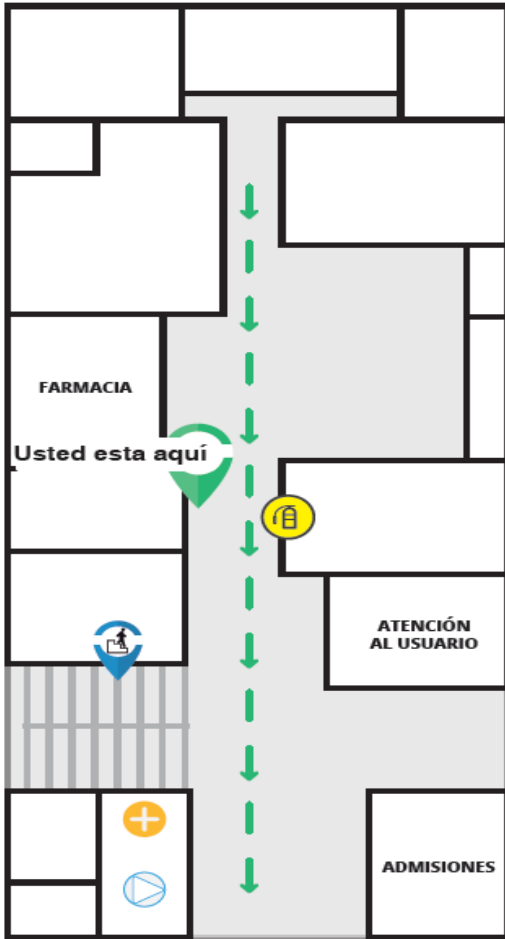 FARMACIA
Usted esta aquí
ATENCIÓN
AL USUARIO
ADMISIONES